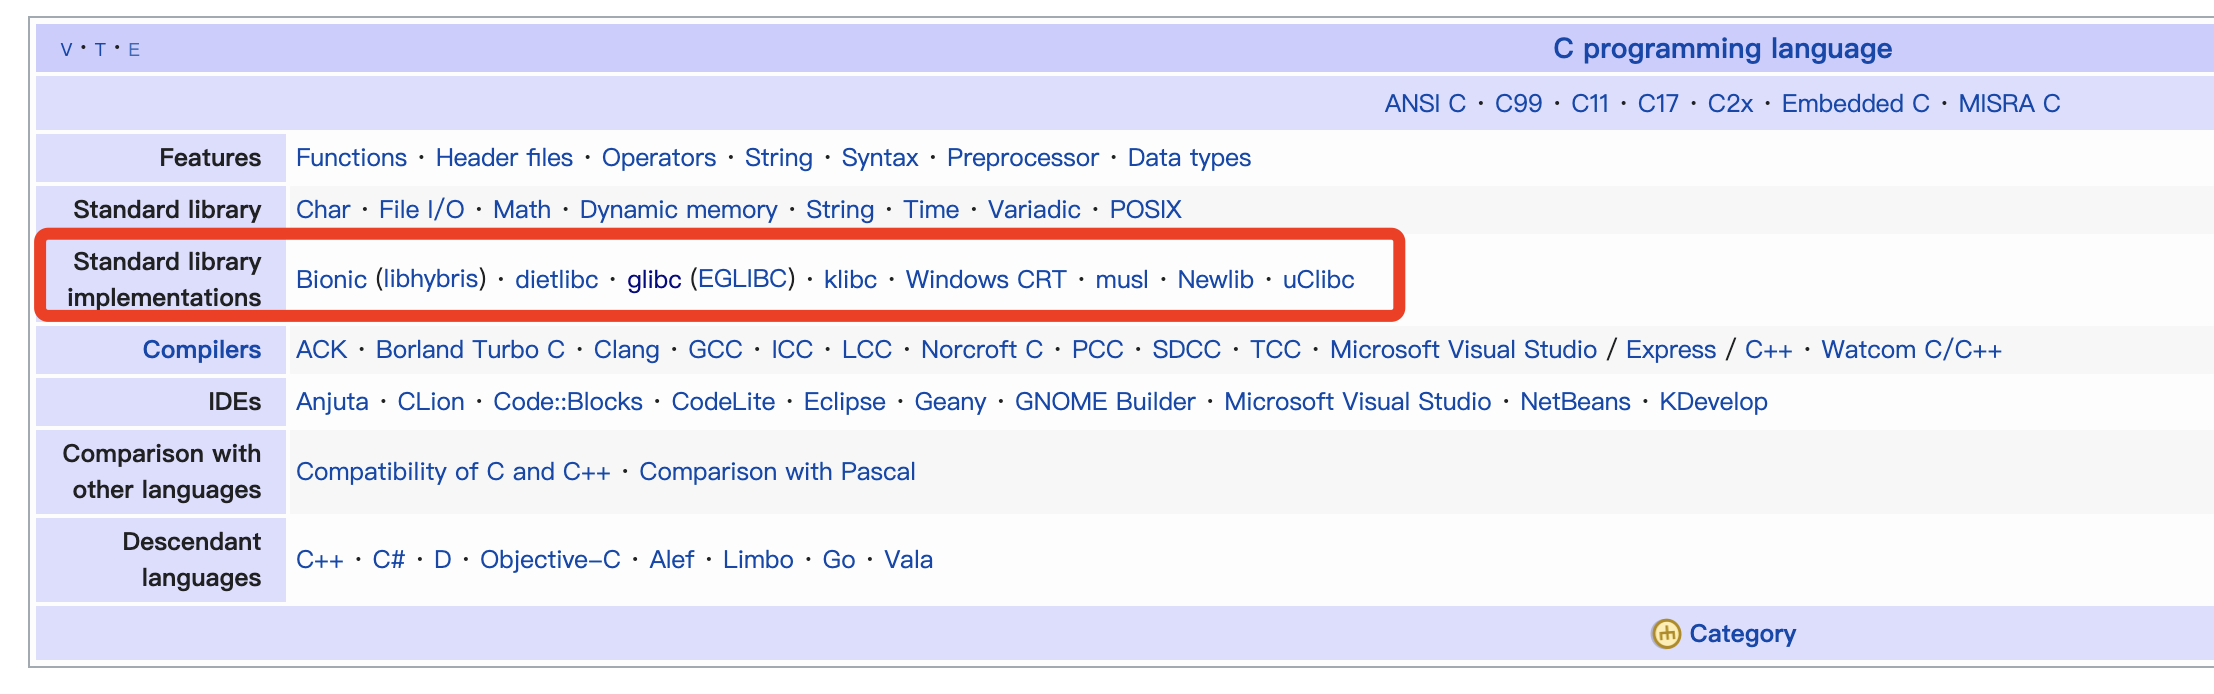 V · T · E
C programming language
ANSI C · C99 · C11 · C17 · C2x · Embedded C · MISRA C
Features
Functions · Header files · Operators · String · Syntax · Preprocessor · Data types
Standard library
Char · File I/O · Math · Dynamic memory · String · Time · Variadic · POSIX
Standard library
implementations
Bionic (libhybris) · dietlibc · glibc (EGLIBC) · klibc · Windows CRT · musl · Newlib · uClibc
Compilers
ACK · Borland Turbo C · Clang · GCC · ICC · LCC · Norcroft C · PCC · SDCC · TCC · Microsoft Visual Studio / Express / C++ · Watcom C/C++
IDEs
Anjuta · CLion · Code::Blocks · CodeLite · Eclipse · Geany · GNOME Builder · Microsoft Visual Studio · NetBeans · KDevelop
Comparison with
other languages
Compatibility of C and C++ · Comparison with Pascal
Descendant
languages
C++ · C# · D · Objective-C · Alef · Limbo · Go · Vala
Category